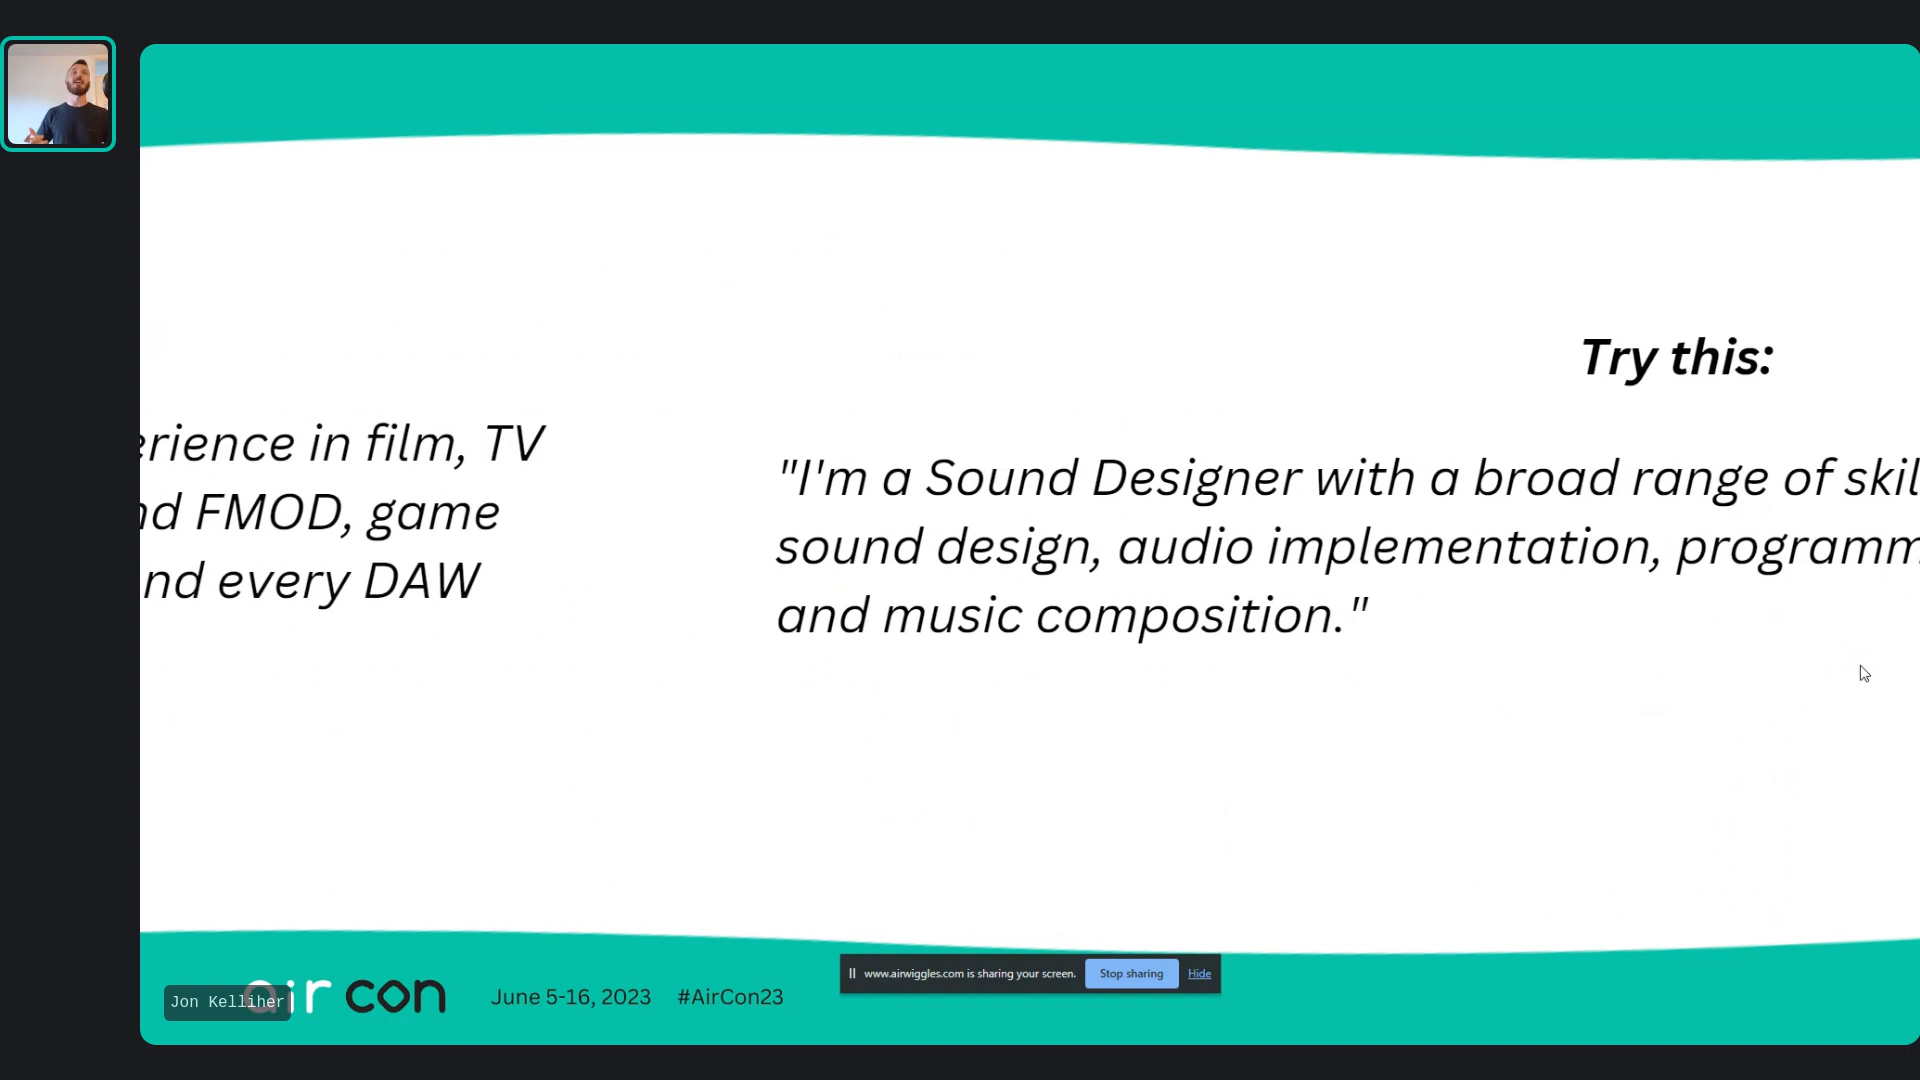 Try this:
erience in film, TV
nd FMOD, game
nd every DAW
"I'm a Sound Designer with a broad range of skil
sound design, audio implementation, programm
and music composition."
air con
Jon Kelliher
June 5-16, 2023
#AirCon23
www.airwiggles.com is sharing your screen.
Stop sharing
Hide